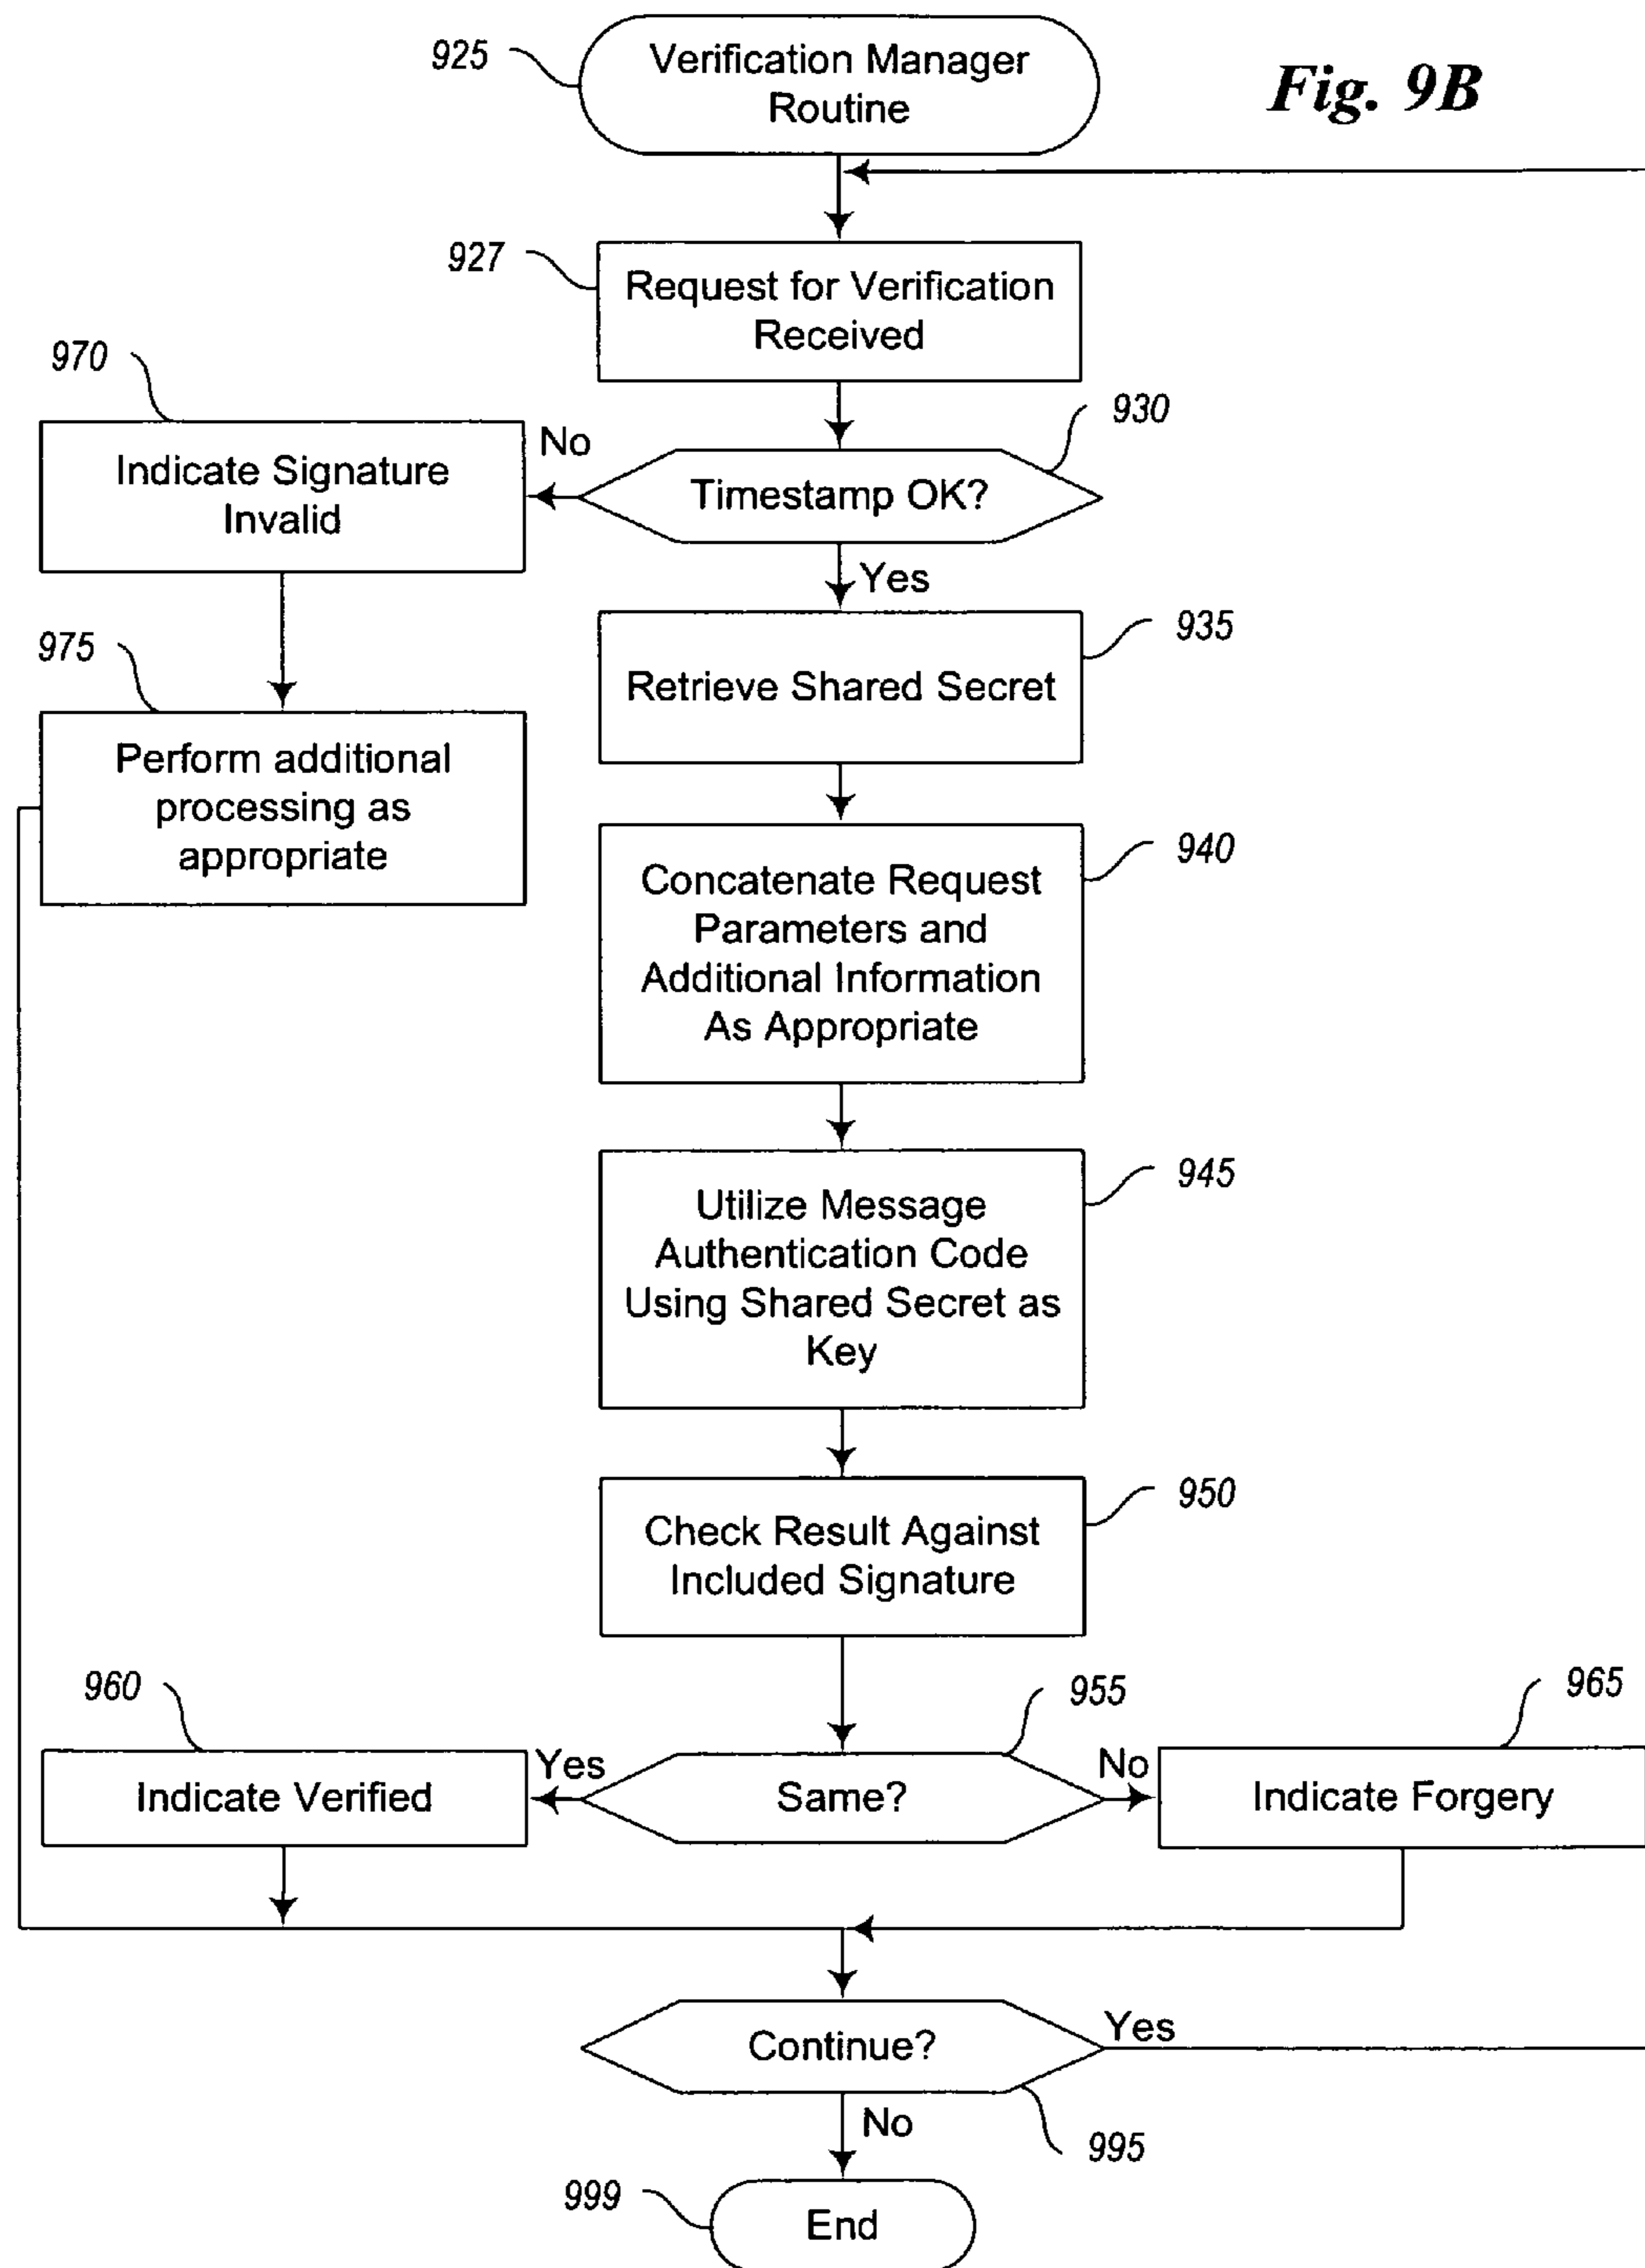 925
Verification Manager
Routine
Fig. 9B
927
Request for Verification
Received
970
930
Indicate Signature
Invalid
No
Timestamp OK?
Yes
935
975
Retrieve Shared Secret
Perform additional
processing as
appropriate
940
Concatenate Request
Parameters and
Additional Information
As Appropriate
945
Utilize Message
Authentication Code
Using Shared Secret as
Key
950
Check Result Against
Included Signature
960
955
965
Indicate Verified
Yes
Same?
No
Indicate Forgery
Continue?
Yes
No
995
999
End